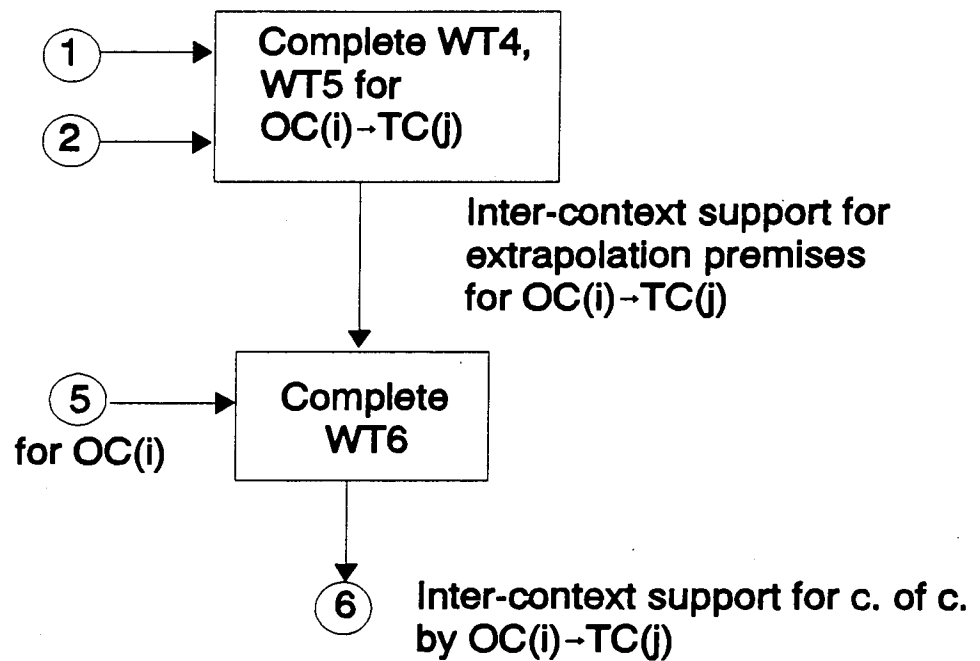 1
Complete WT4,
WT5 for
OC(i)→TC(j)
2
Inter-context support for
extrapolation premises
for OC(i)→TC(j)
5
for OC(i)
Complete
WT6
6
Inter-context support for c. of c.
by OC(i)→TC(j)